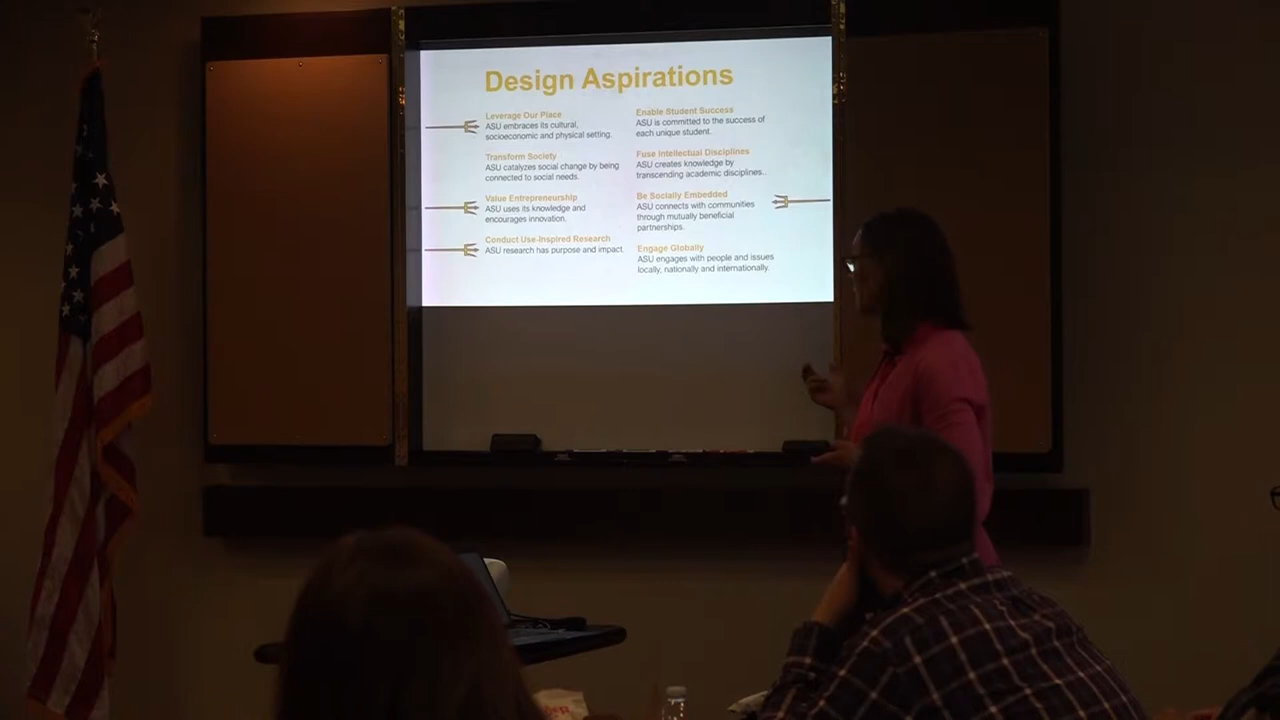 Design Aspirations
Leverage Our Place
ASU embraces its cultural,
socioeconomic and physical setting.
Transform Society
ASU catalyzes social change by being
connected to social needs.
Value Entrepreneurship
ASU uses its knowledge and
encourages innovation.
Conduct Use-Inspired Research
ASU research has purpose and impact.
Enable Student Success
ASU is committed to the success of
each unique student.
Fuse Intellectual Disciplines
ASU creates knowledge by
transcending academic disciplines..
Be Socially Embedded
ASU connects with communities
through mutually beneficial
partnerships.
Engage Globally
ASU engages with people and issues
locally, nationally and internationally.